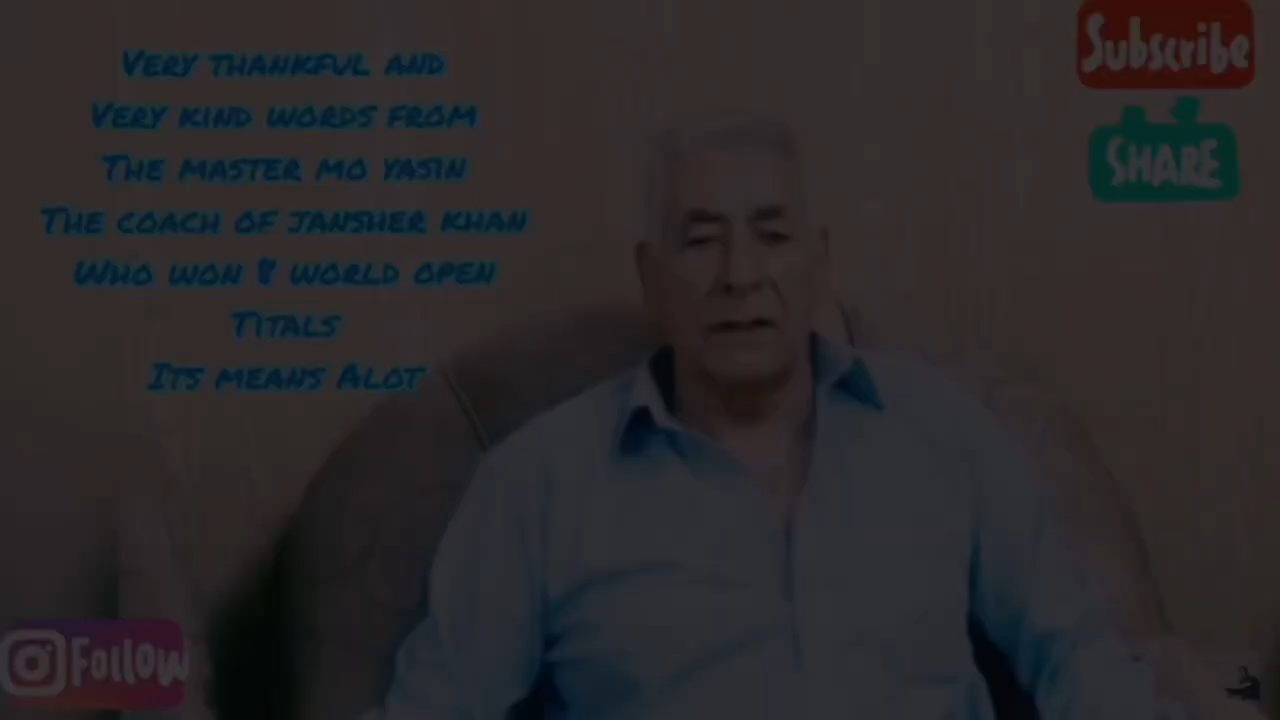 VERY THANKFUL AND
VERY KIND WORDS FROM
THE MASTER MO YASIN
THE COACH OF JANSHER KHAN
WHO WON 8 WORLD OPEN
TITALS
ITS MEANS ALOT
Subscribe
SHARE
Follow